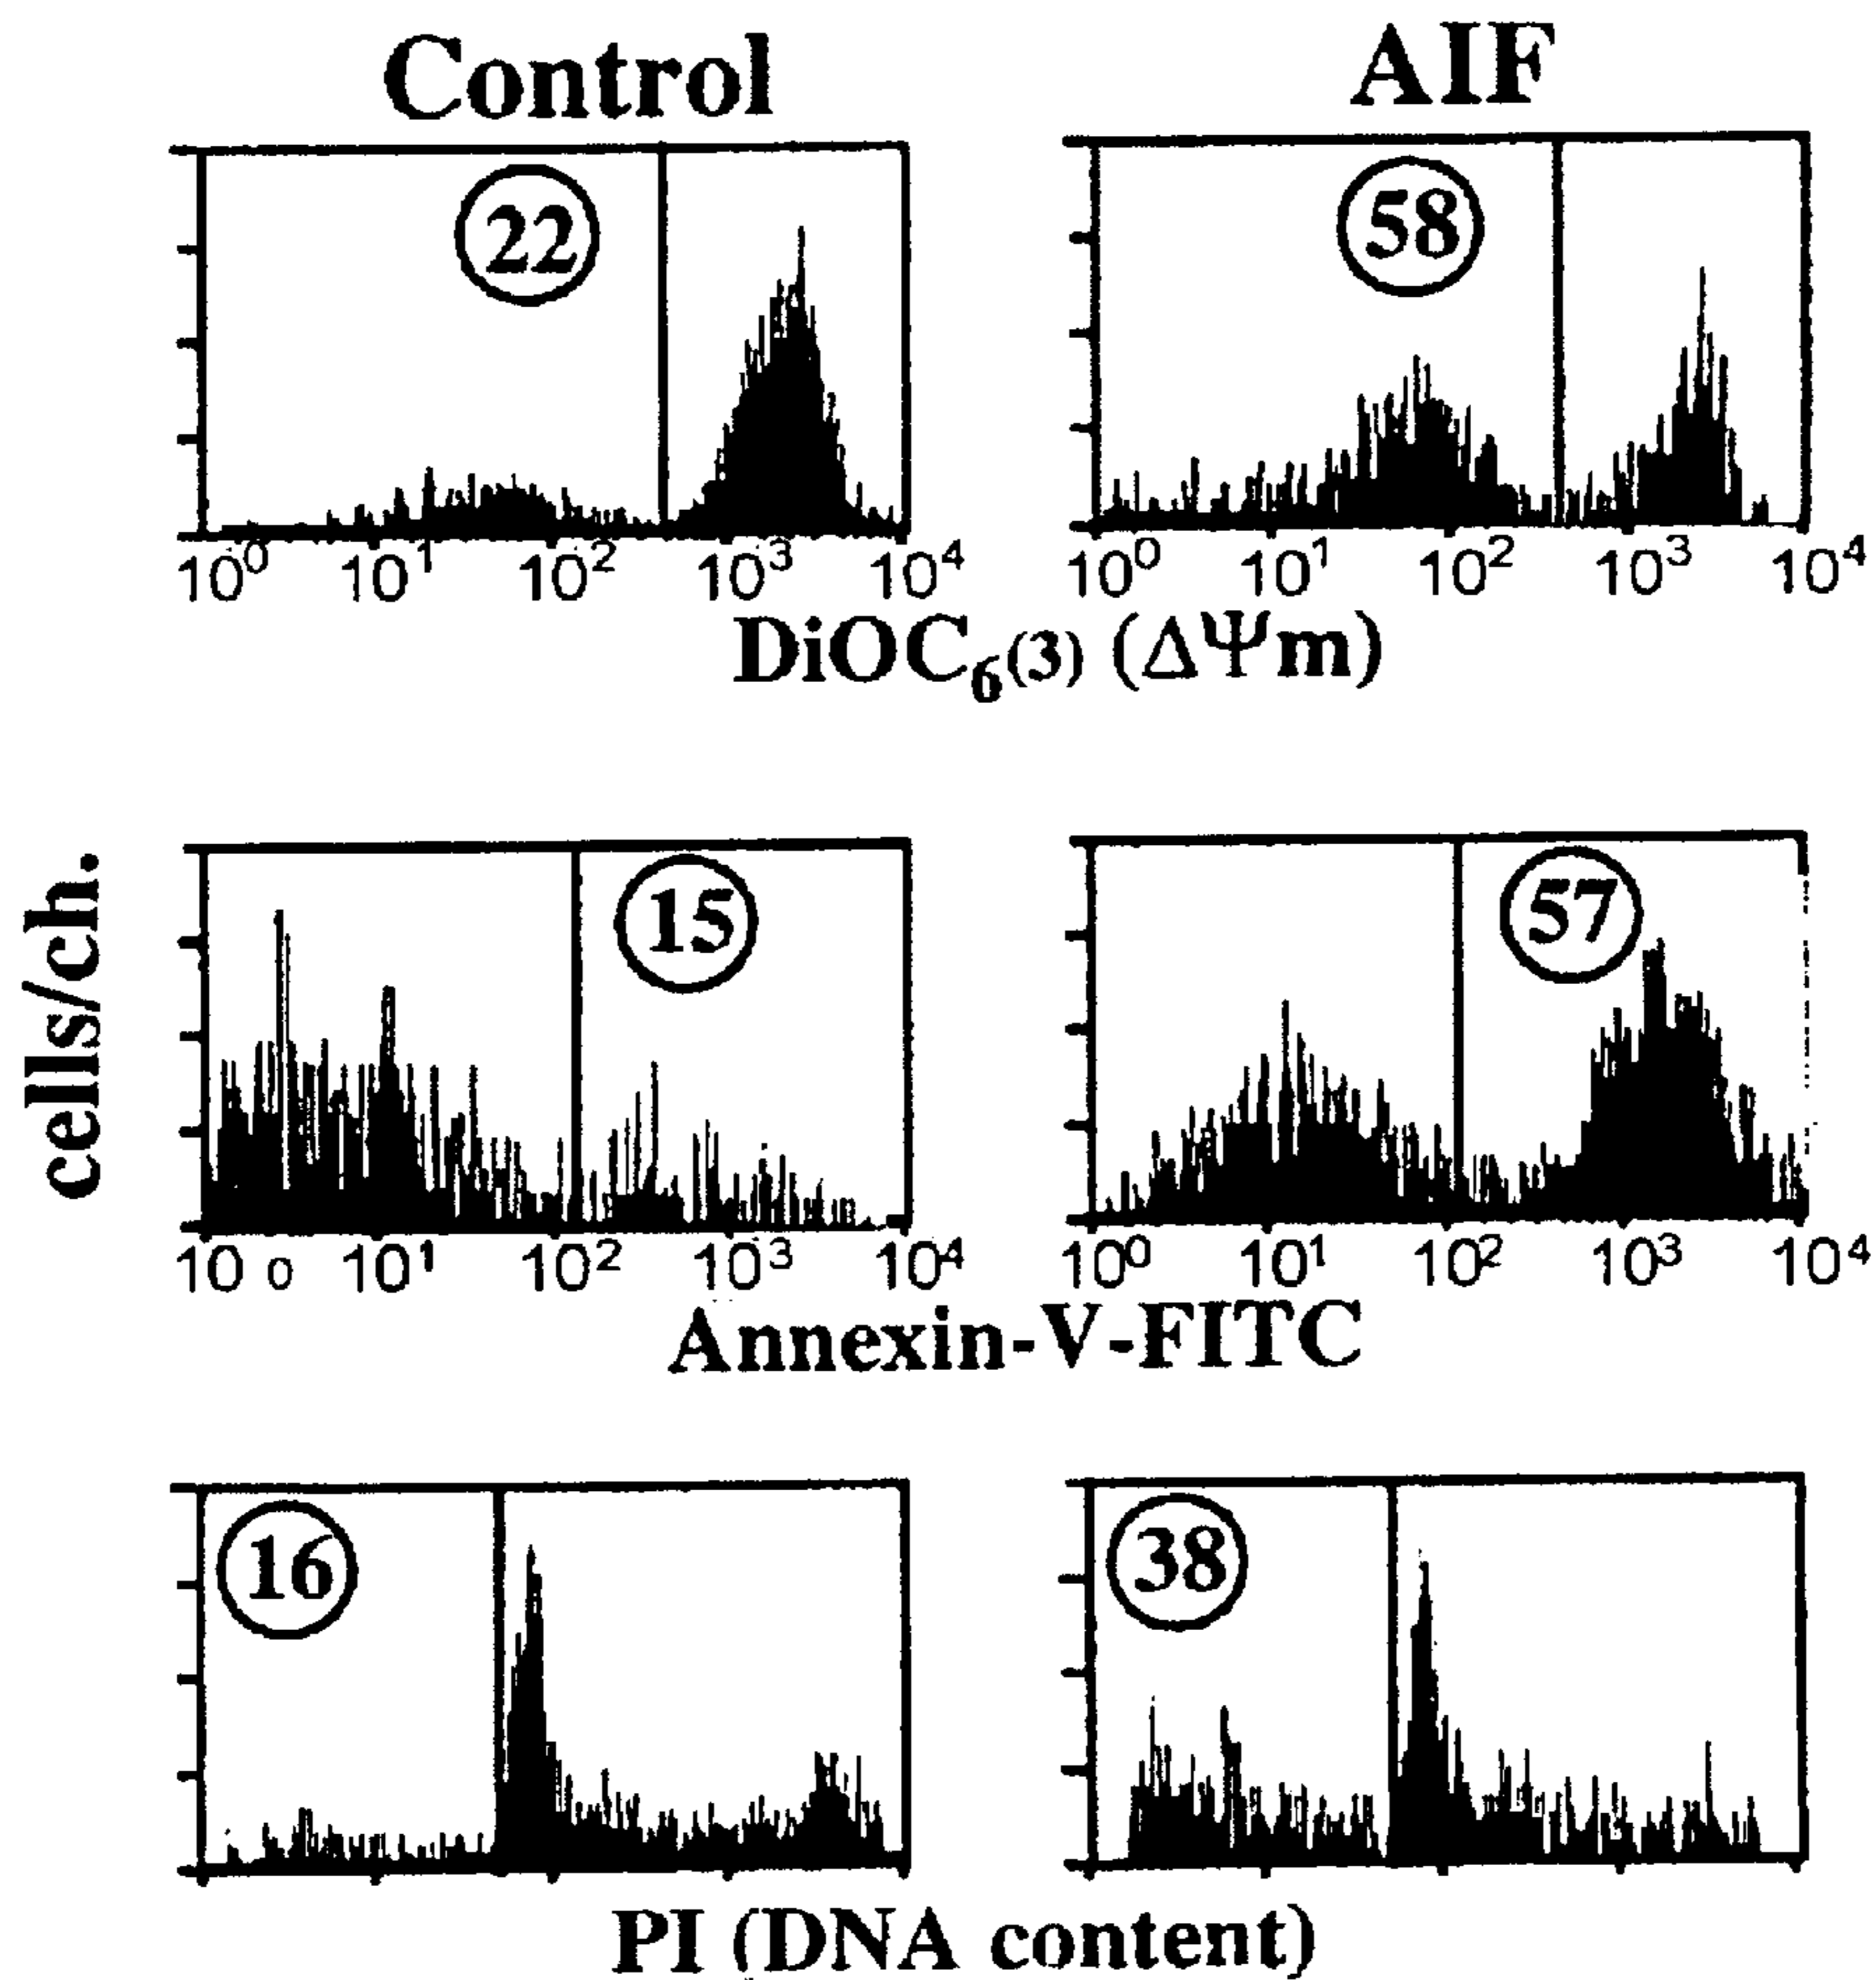 Control AIF
22 58
10⁰ 10¹ 10² 10³ 10⁴ 10⁰ 10¹ 10² 10³ 10⁴
DiOC₆(3) (ΔΨm)
cells/ch.
15 57
10 0 10¹ 10² 10³ 10⁴ 10⁰ 10¹ 10² 10³ 10⁴
Annexin-V-FITC
16 38
PI (DNA content)